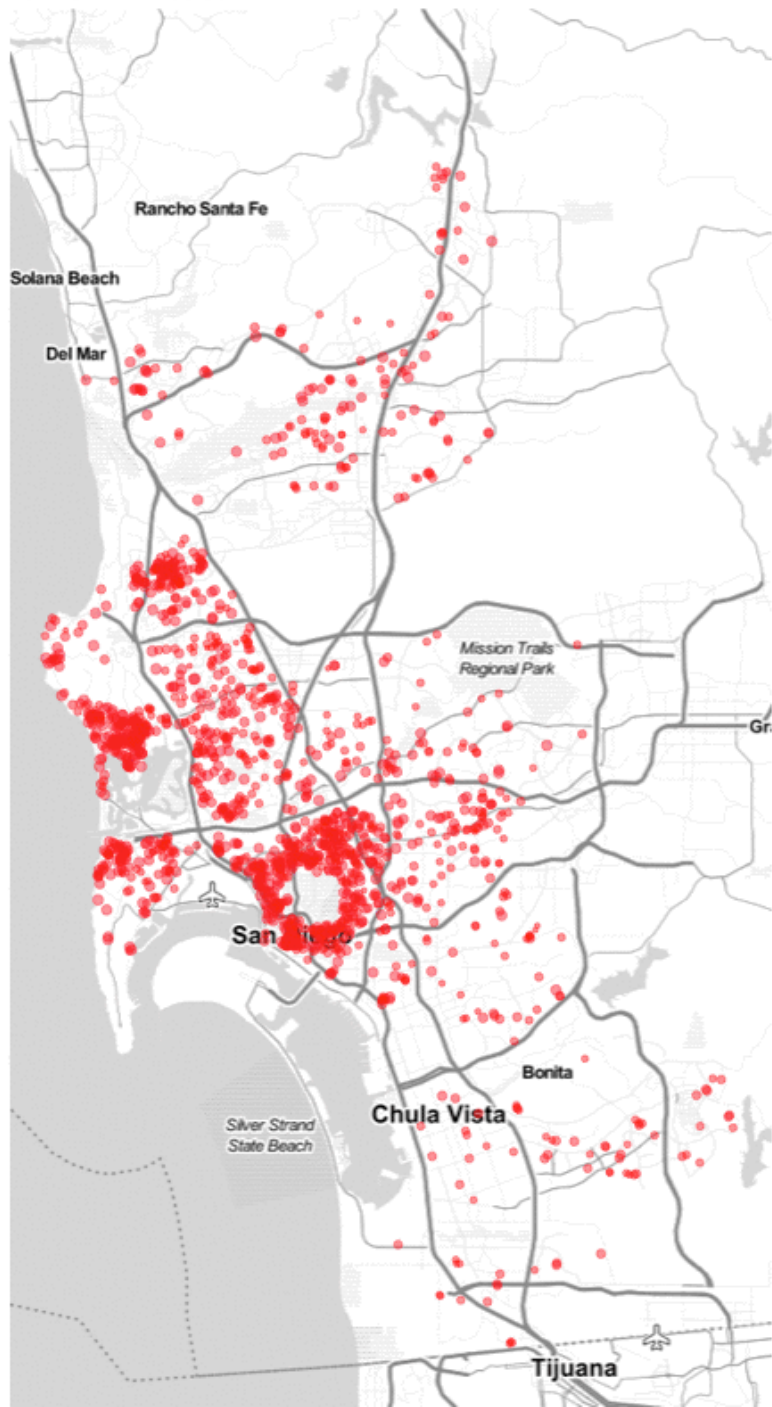 Rancho Santa Fe
Solana Beach
Del Mar
Mission Trails
Regional Park
Gra
San Diego
Bonita
Chula Vista
Silver Strand
State Beach
Tijuana